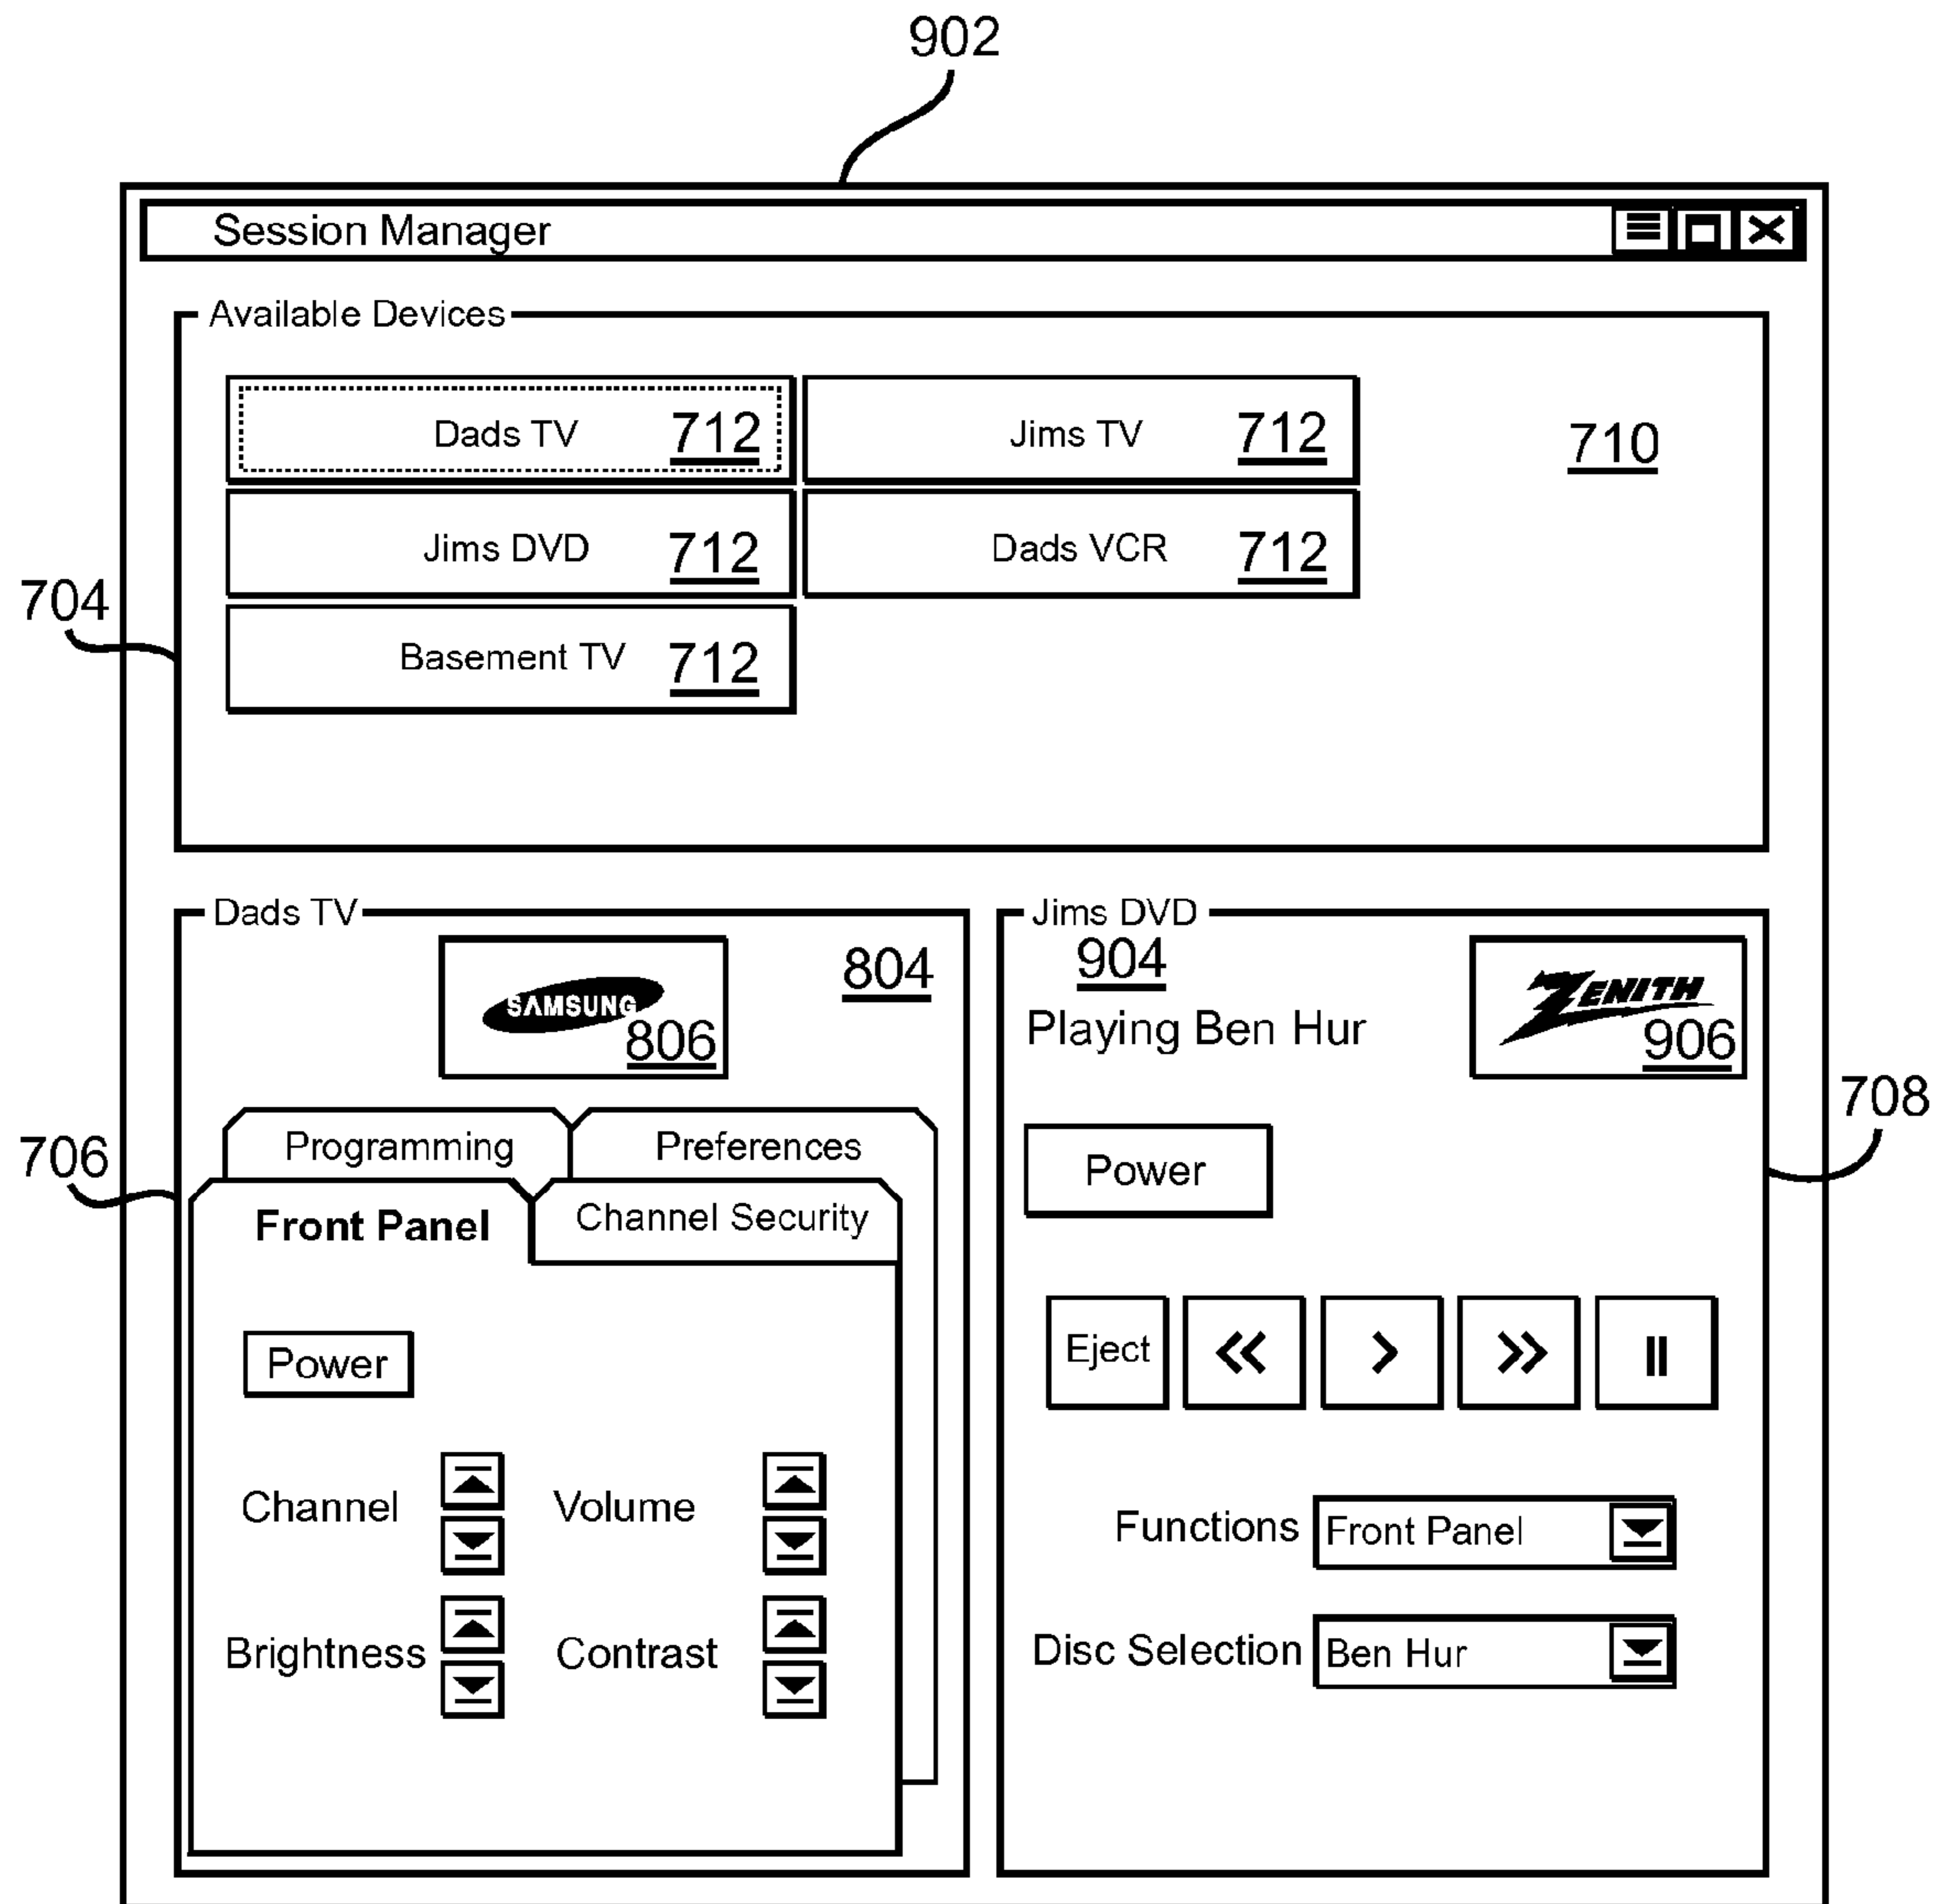 902
Session Manager
Available Devices
Dads TV 712
Jims TV 712
710
Jims DVD 712
Dads VCR 712
704
Basement TV 712
Dads TV
SAMSUNG
806
804
Jims DVD
904
Playing Ben Hur
ZENITH
906
708
706
Programming
Preferences
Front Panel
Channel Security
Power
Channel
Volume
Brightness
Contrast
Power
Eject
Functions Front Panel
Disc Selection Ben Hur